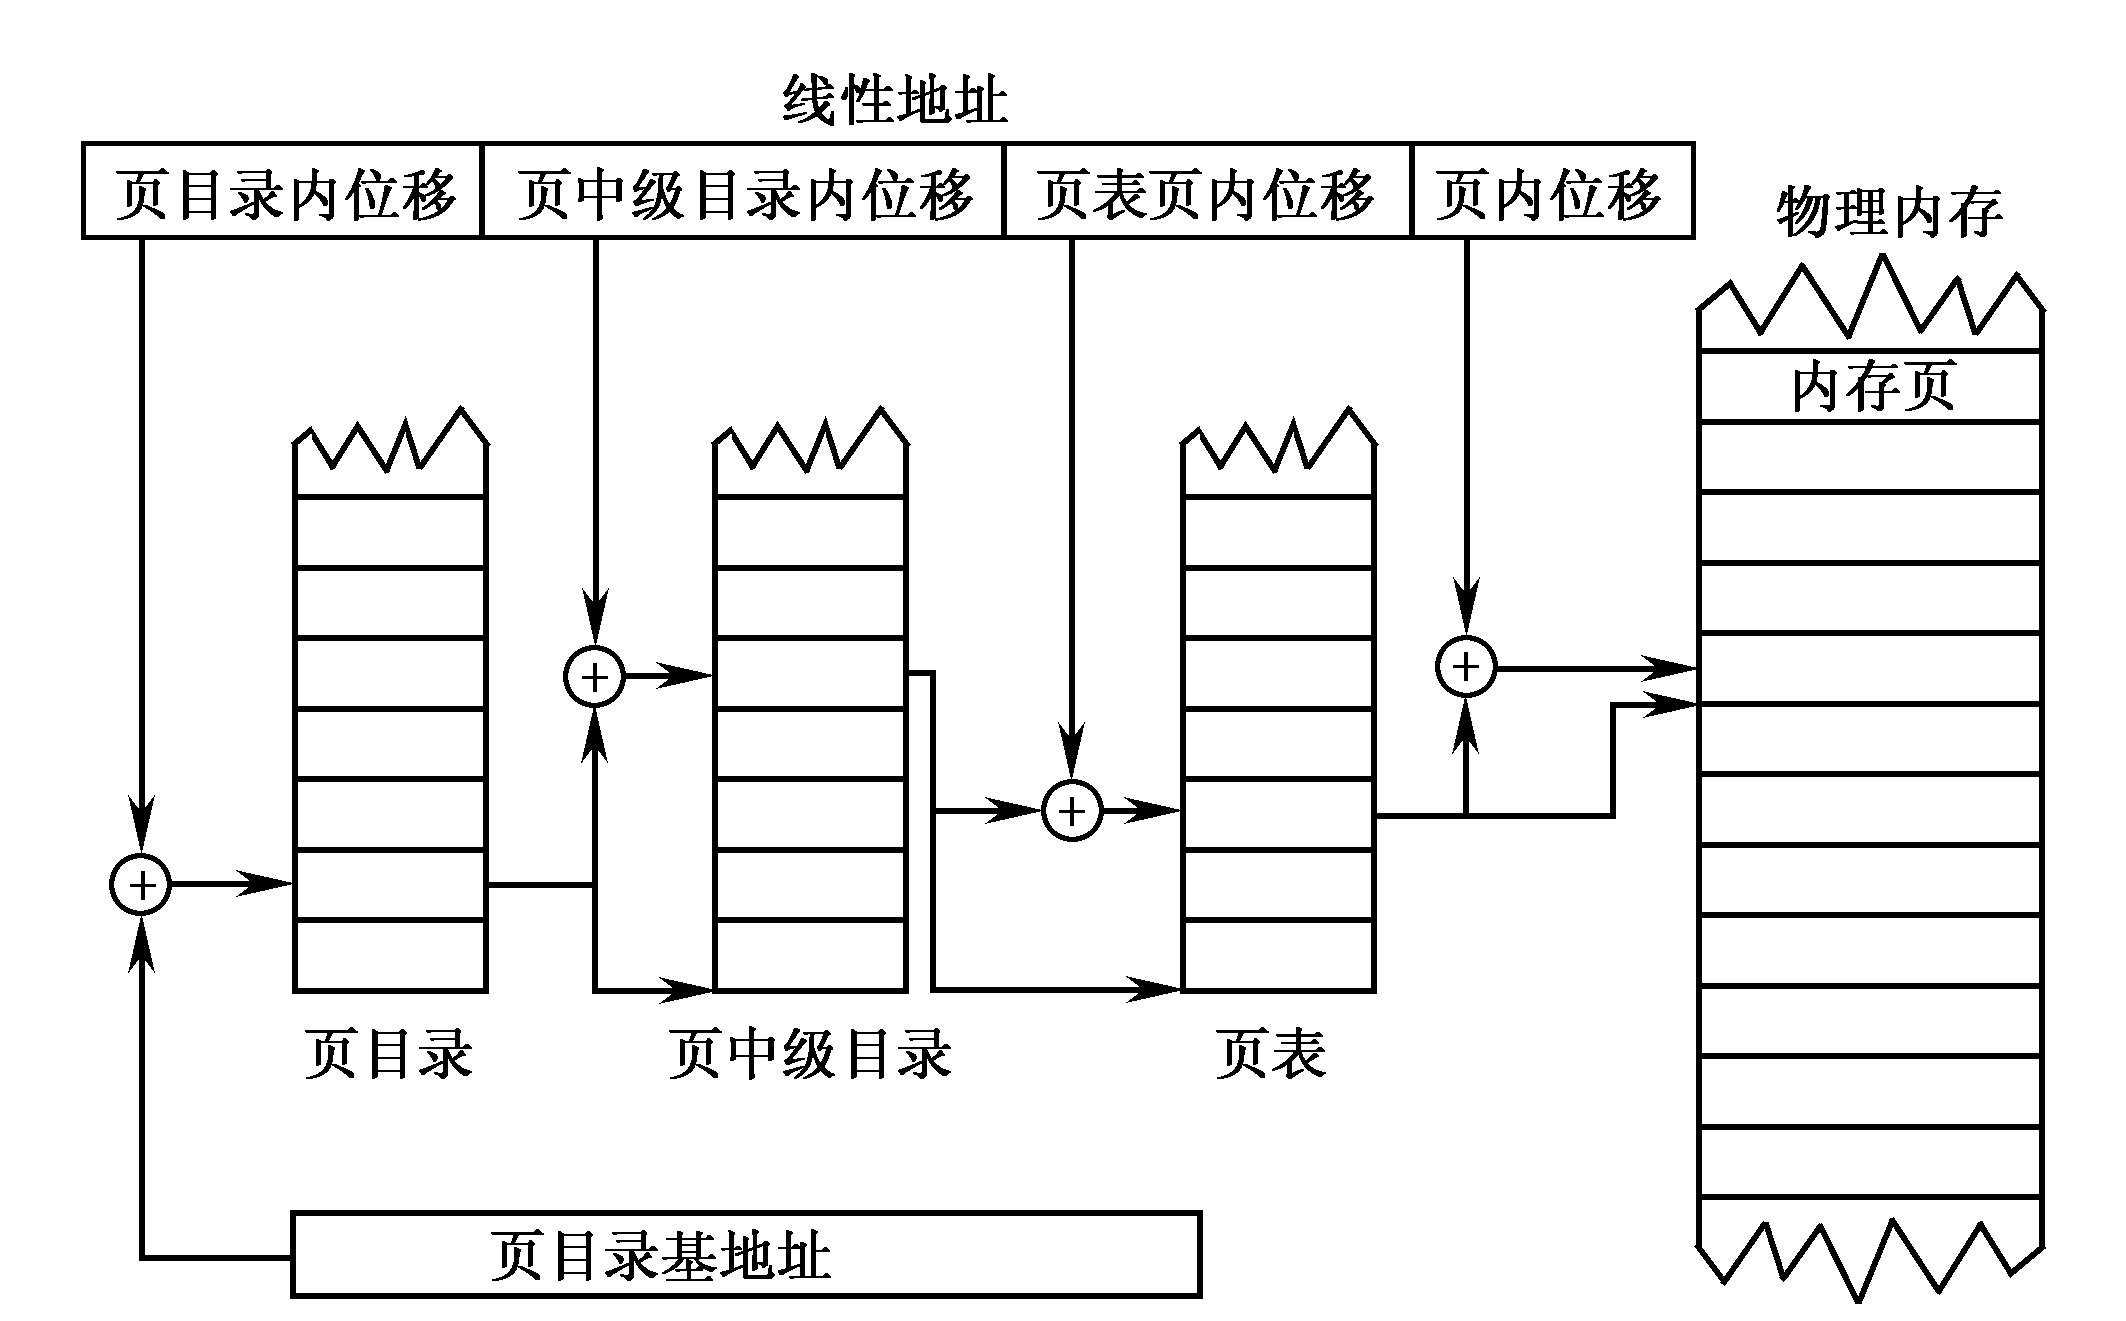 线性地址
页目录内位移 页中级目录内位移 页表页内位移 页内位移
物理内存
内存页
+
+
+
+
页目录 页中级目录 页表
页目录基地址